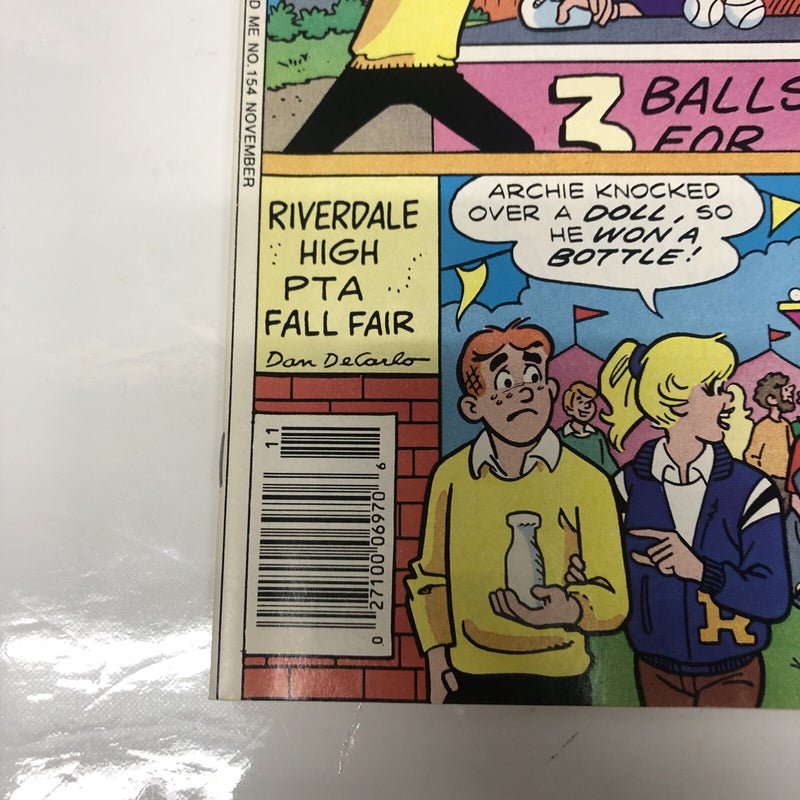 D ME NO. 154 NOVEMBER
3 BALLS
FOR
RIVERDALE
HIGH
PTA
FALL FAIR
Dan DeCarlo
ARCHIE KNOCKED
OVER A DOLL, SO
HE WON A
BOTTLE!
11
0 27100 06970 6
R